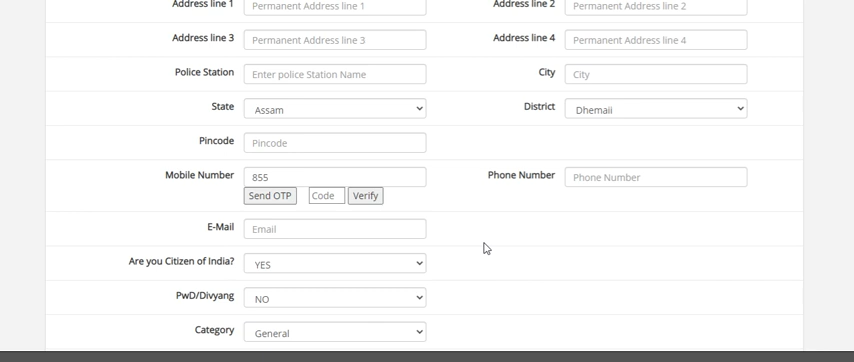 Address line 1 Permanent Address line 1 Address line 2 Permanent Address line 2
Address line 3 Permanent Address line 3 Address line 4 Permanent Address line 4
Police Station Enter police Station Name City City
State Assam District Dhemaji
Pincode Pincode
Mobile Number 855 Phone Number Phone Number
Send OTP Code Verify
E-Mail Email
Are you Citizen of India? YES
PwD/Divyang NO
Category General